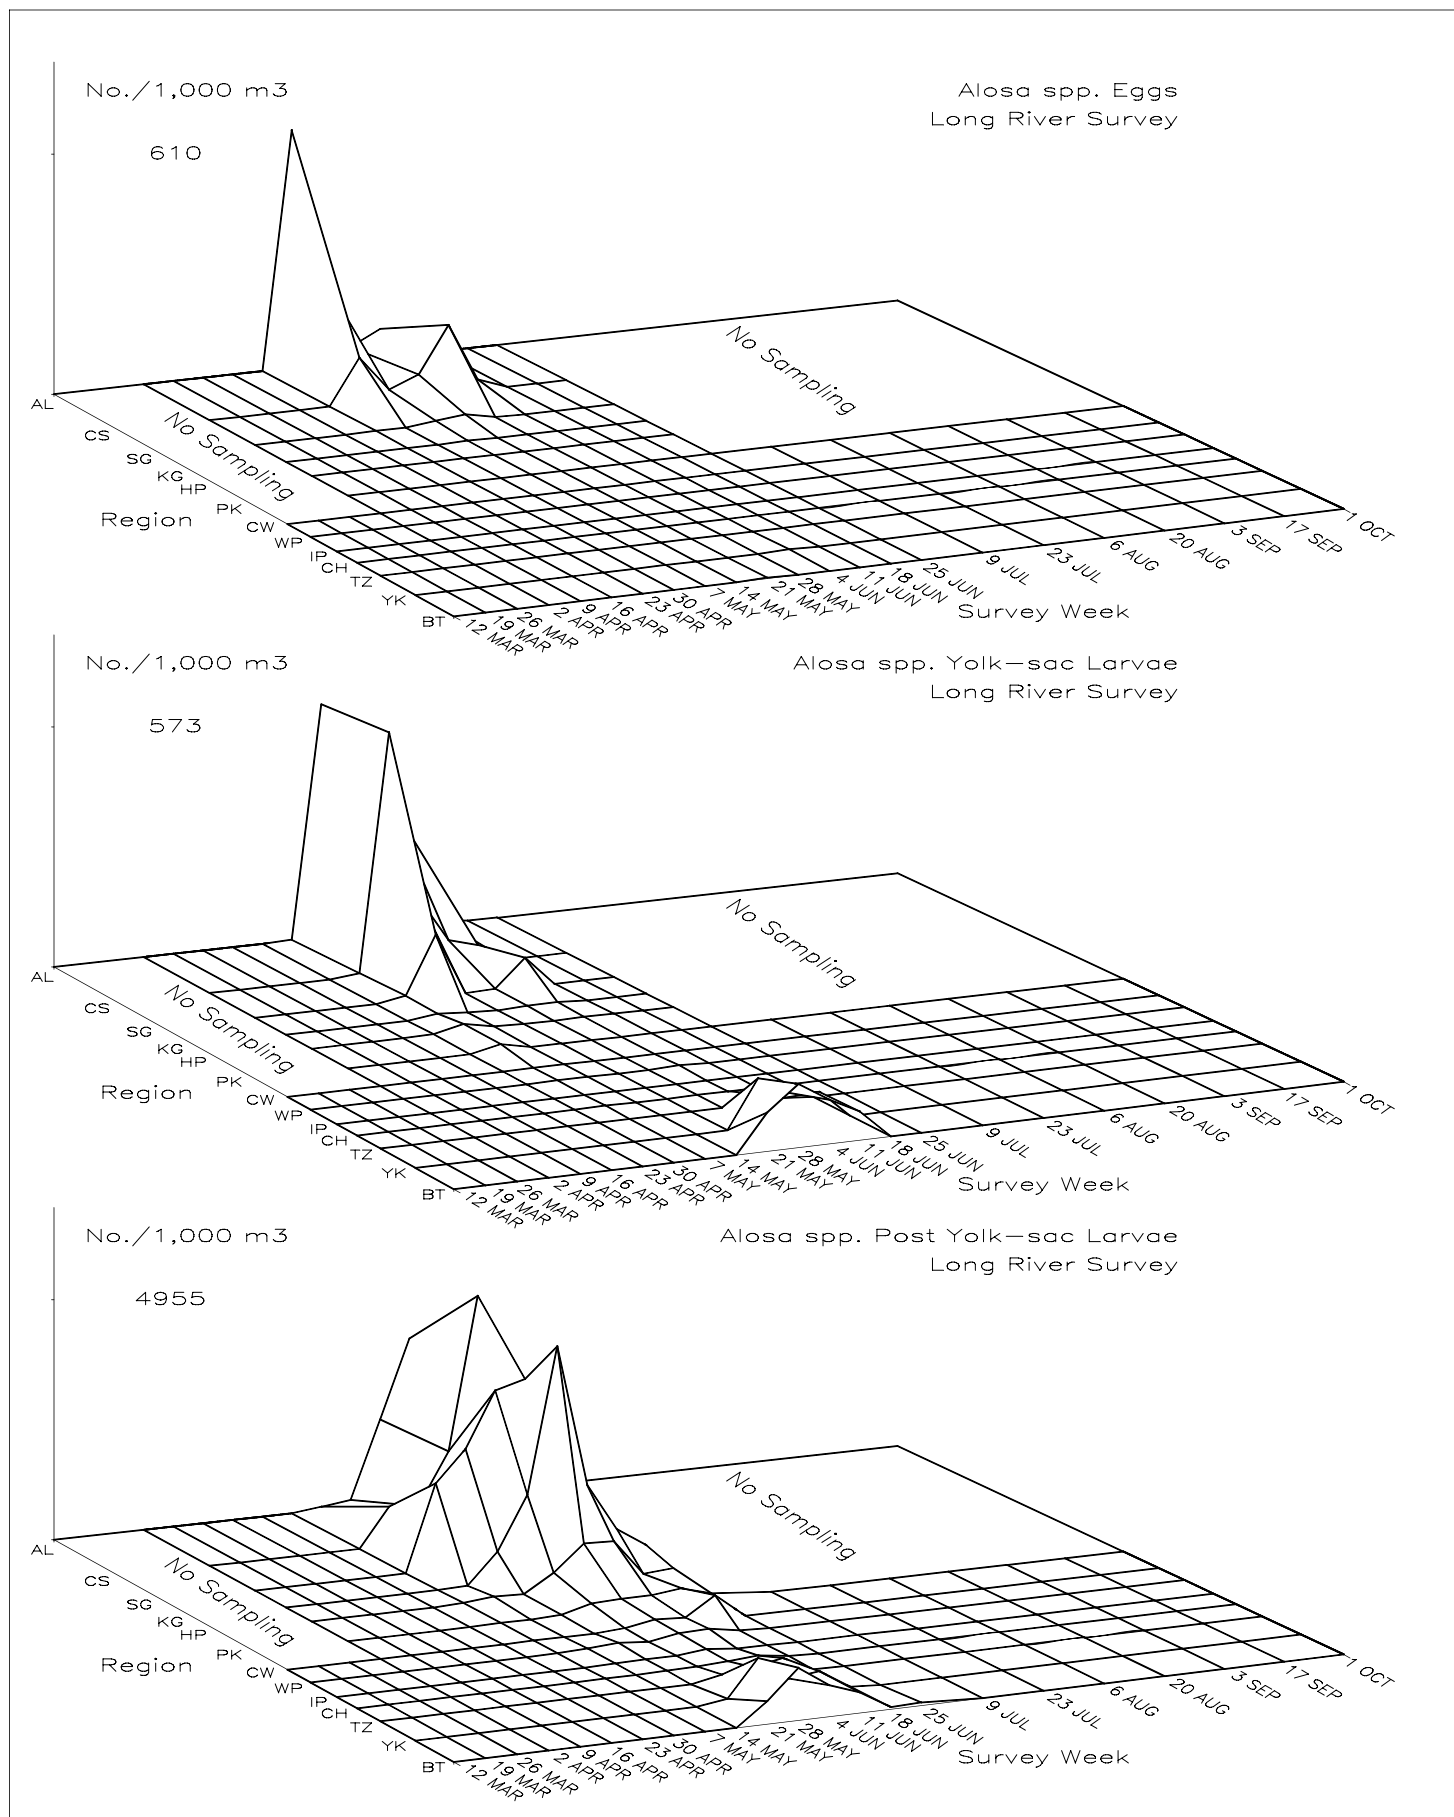 No./1,000 m3
Alosa spp. Eggs
Long River Survey
610
No Sampling
AL
CS
No Sampling
SG
KG
HP
PK
Region
CW
WP
IP
CH
TZ
YK
BT
12 MAR
19 MAR
26 MAR
2 APR
9 APR
16 APR
23 APR
30 APR
7 MAY
14 MAY
21 MAY
28 MAY
4 JUN
11 JUN
18 JUN
25 JUN
9 JUL
23 JUL
6 AUG
20 AUG
3 SEP
17 SEP
1 OCT
Survey Week
No./1,000 m3
Alosa spp. Yolk-sac Larvae
Long River Survey
573
No Sampling
AL
CS
No Sampling
SG
KG
HP
PK
Region
CW
WP
IP
CH
TZ
YK
BT
12 MAR
19 MAR
26 MAR
2 APR
9 APR
16 APR
23 APR
30 APR
7 MAY
14 MAY
21 MAY
28 MAY
4 JUN
11 JUN
18 JUN
25 JUN
9 JUL
23 JUL
6 AUG
20 AUG
3 SEP
17 SEP
1 OCT
Survey Week
No./1,000 m3
Alosa spp. Post Yolk-sac Larvae
Long River Survey
4955
No Sampling
AL
CS
No Sampling
SG
KG
HP
PK
Region
CW
WP
IP
CH
TZ
YK
BT
12 MAR
19 MAR
26 MAR
2 APR
9 APR
16 APR
23 APR
30 APR
7 MAY
14 MAY
21 MAY
28 MAY
4 JUN
11 JUN
18 JUN
25 JUN
9 JUL
23 JUL
6 AUG
20 AUG
3 SEP
17 SEP
1 OCT
Survey Week